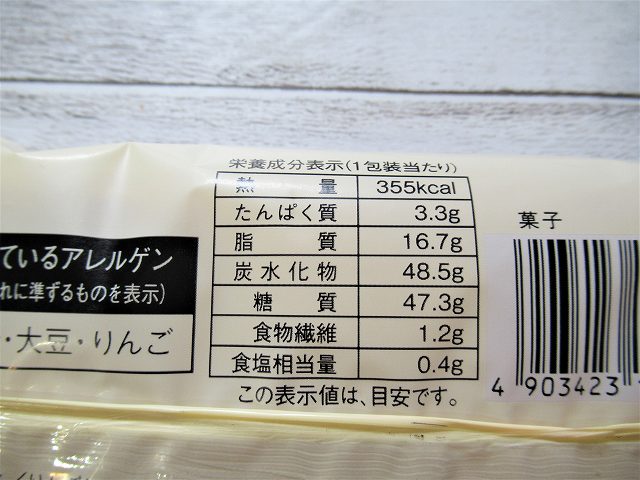 栄養成分表示(1包装当たり)
熱量 355kcal
たんぱく質 3.3g
脂質 16.7g
炭水化物 48.5g
糖質 47.3g
食物繊維 1.2g
食塩相当量 0.4g
この表示値は、目安です。
ているアレルゲン
れに準ずるものを表示)
・大豆・りんご
菓子
4 903423